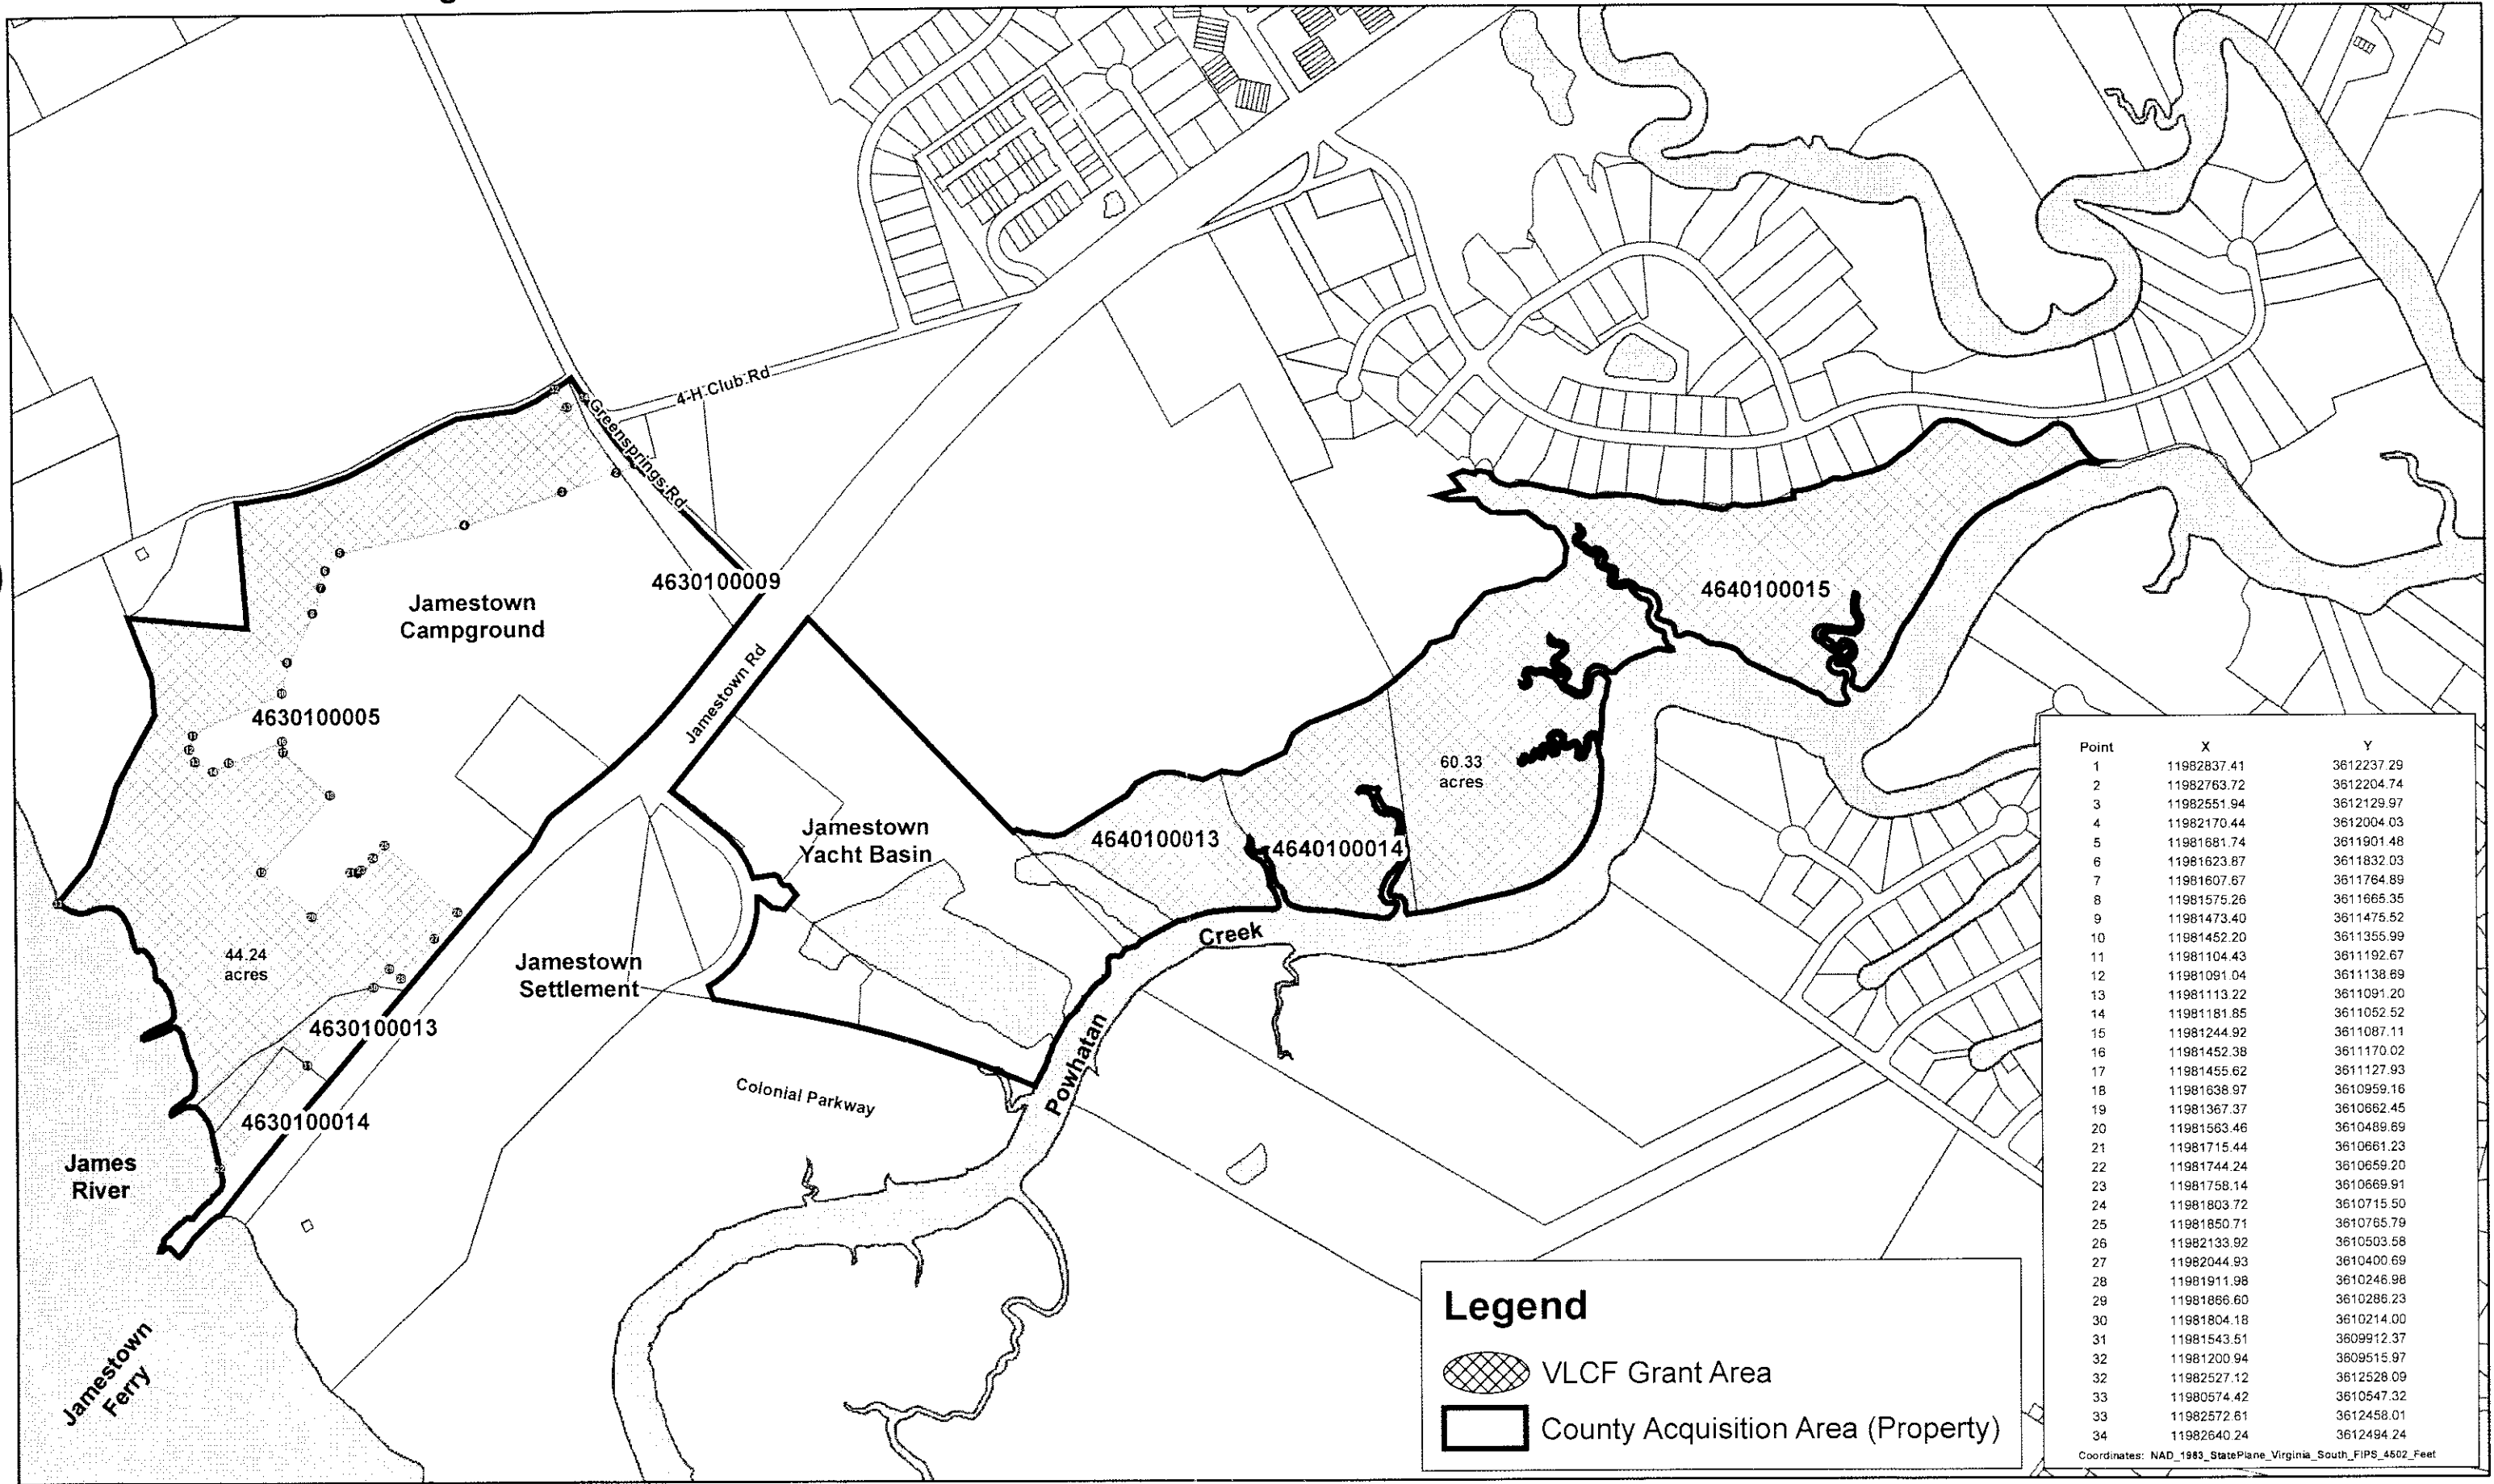 4-H Club Rd
Greensprings Rd
4630100009
Jamestown
Campground
4640100015
Jamestown Rd
4630100005
60.33
acres
Jamestown
Yacht Basin
4640100013
4640100014
Creek
44.24
acres
Jamestown
Settlement
4630100013
Powhatan
Colonial Parkway
4630100014
James
River
Jamestown
Ferry
Legend
VLCF Grant Area
County Acquisition Area (Property)
Point X Y
1 11982837.41 3612237.29
2 11982763.72 3612204.74
3 11982551.94 3612129.97
4 11982170.44 3612004.03
5 11981681.74 3611901.48
6 11981623.87 3611832.03
7 11981607.67 3611764.89
8 11981575.26 3611665.35
9 11981473.40 3611475.52
10 11981452.20 3611355.99
11 11981104.43 3611192.67
12 11981091.04 3611138.69
13 11981113.22 3611091.20
14 11981181.85 3611052.52
15 11981244.92 3611087.11
16 11981452.38 3611170.02
17 11981455.62 3611127.93
18 11981638.97 3610959.16
19 11981367.37 3610662.45
20 11981563.46 3610489.69
21 11981715.44 3610661.23
22 11981744.24 3610659.20
23 11981758.14 3610669.91
24 11981803.72 3610715.50
25 11981850.71 3610765.79
26 11982133.92 3610503.58
27 11982044.93 3610400.69
28 11981911.98 3610246.98
29 11981866.60 3610286.23
30 11981804.18 3610214.00
31 11981543.51 3609912.37
32 11981200.94 3609515.97
32 11982527.12 3612528.09
33 11980574.42 3610547.32
33 11982572.61 3612458.01
34 11982640.24 3612494.24
Coordinates: NAD_1983_StatePlane_Virginia_South_FIPS_4502_Feet